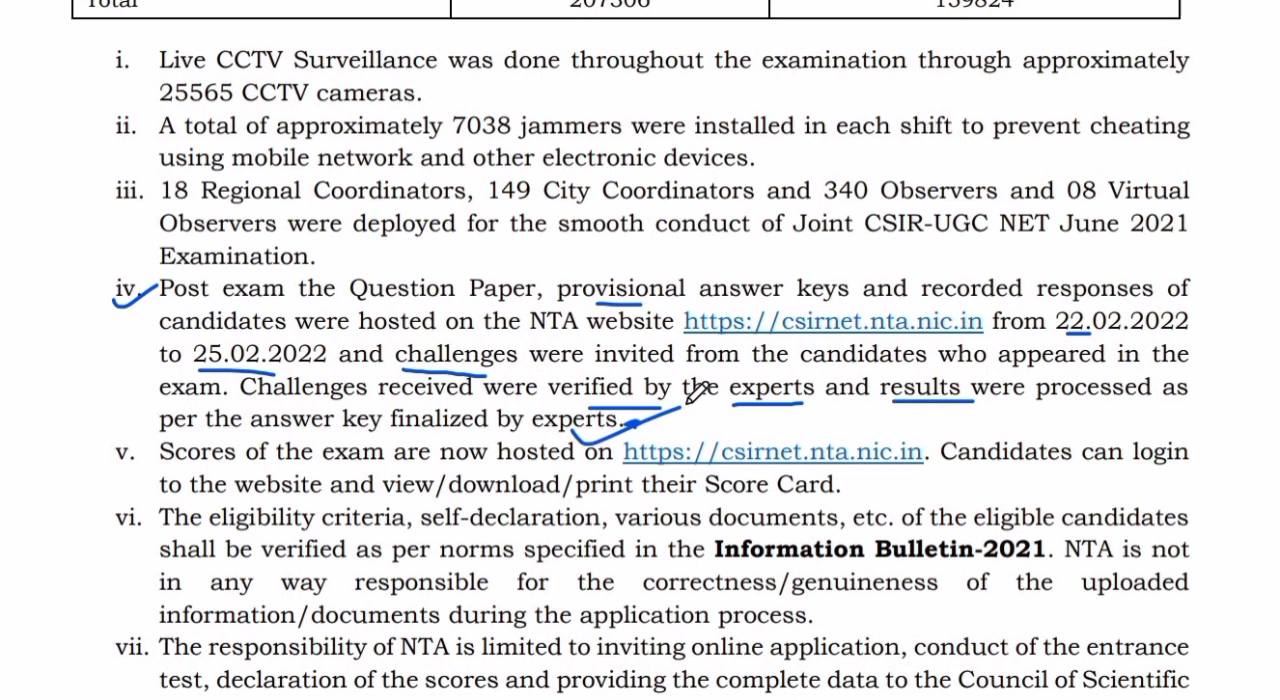 Total 207306 159824
i. Live CCTV Surveillance was done throughout the examination through approximately
25565 CCTV cameras.
ii. A total of approximately 7038 jammers were installed in each shift to prevent cheating
using mobile network and other electronic devices.
iii. 18 Regional Coordinators, 149 City Coordinators and 340 Observers and 08 Virtual
Observers were deployed for the smooth conduct of Joint CSIR-UGC NET June 2021
Examination.
iv. Post exam the Question Paper, provisional answer keys and recorded responses of
candidates were hosted on the NTA website https://csirnet.nta.nic.in from 22.02.2022
to 25.02.2022 and challenges were invited from the candidates who appeared in the
exam. Challenges received were verified by the experts and results were processed as
per the answer key finalized by experts.
v. Scores of the exam are now hosted on https://csirnet.nta.nic.in. Candidates can login
to the website and view/download/print their Score Card.
vi. The eligibility criteria, self-declaration, various documents, etc. of the eligible candidates
shall be verified as per norms specified in the Information Bulletin-2021. NTA is not
in any way responsible for the correctness/genuineness of the uploaded
information/documents during the application process.
vii. The responsibility of NTA is limited to inviting online application, conduct of the entrance
test, declaration of the scores and providing the complete data to the Council of Scientific